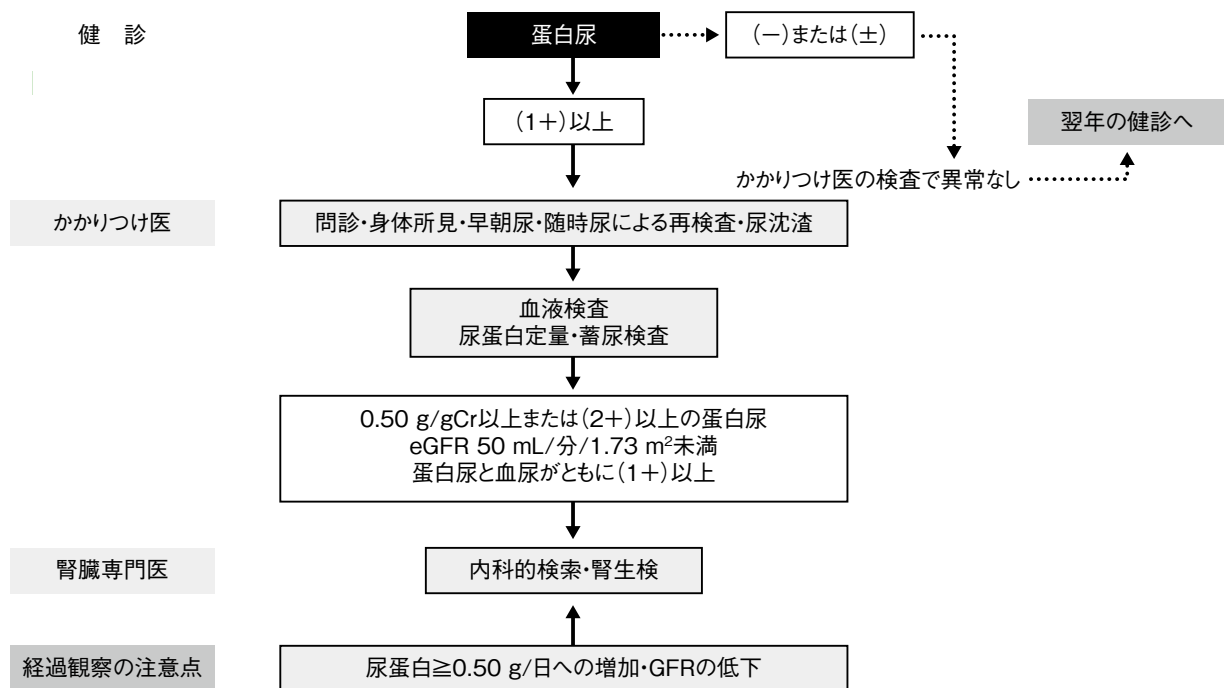 健　診
蛋白尿
(－)または(±)
(1＋)以上
翌年の健診へ
かかりつけ医の検査で異常なし
かかりつけ医
問診・身体所見・早朝尿・随時尿による再検査・尿沈渣
血液検査
尿蛋白定量・蓄尿検査
0.50 g/gCr以上または(2＋)以上の蛋白尿
eGFR 50 mL/分/1.73 m²未満
蛋白尿と血尿がともに(1＋)以上
腎臓専門医
内科的検索・腎生検
経過観察の注意点
尿蛋白≧0.50 g/日への増加・GFRの低下